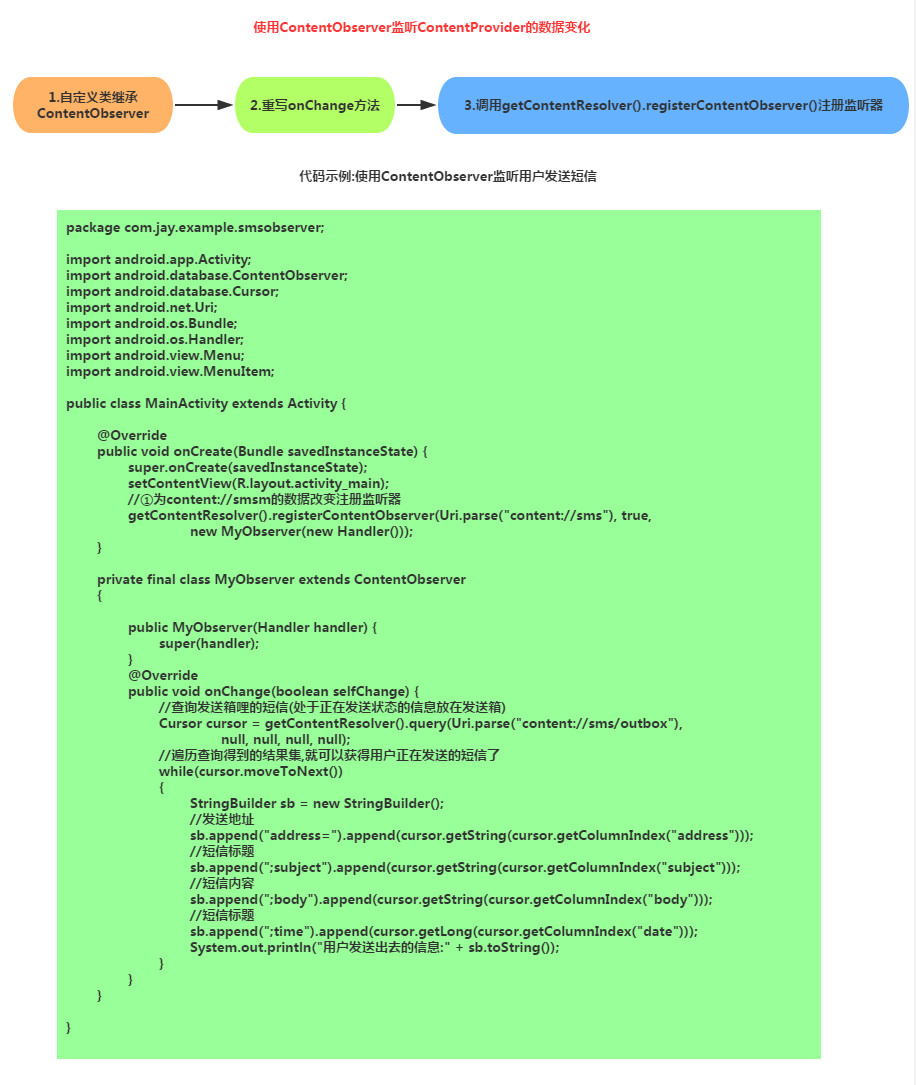 使用ContentObserver监听ContentProvider的数据变化
1.自定义类继承
ContentObserver
2.重写onChange方法
3.调用getContentResolver().registerContentObserver()注册监听器
代码示例:使用ContentObserver监听用户发送短信
package com.jay.example.smsobserver;
import android.app.Activity;
import android.database.ContentObserver;
import android.database.Cursor;
import android.net.Uri;
import android.os.Bundle;
import android.os.Handler;
import android.view.Menu;
import android.view.MenuItem;
public class MainActivity extends Activity {
@Override
public void onCreate(Bundle savedInstanceState) {
super.onCreate(savedInstanceState);
setContentView(R.layout.activity_main);
//①为content://smsm的数据改变注册监听器
getContentResolver().registerContentObserver(Uri.parse("content://sms"), true,
new MyObserver(new Handler()));
}
private final class MyObserver extends ContentObserver
{
public MyObserver(Handler handler) {
super(handler);
}
@Override
public void onChange(boolean selfChange) {
//查询发送箱哩的短信(处于正在发送状态的信息放在发送箱)
Cursor cursor = getContentResolver().query(Uri.parse("content://sms/outbox"),
null, null, null, null);
//遍历查询得到的结果集,就可以获得用户正在发送的短信了
while(cursor.moveToNext())
{
StringBuilder sb = new StringBuilder();
//发送地址
sb.append("address=").append(cursor.getString(cursor.getColumnIndex("address")));
//短信标题
sb.append(";subject").append(cursor.getString(cursor.getColumnIndex("subject")));
//短信内容
sb.append(";body").append(cursor.getString(cursor.getColumnIndex("body")));
//短信标题
sb.append(";time").append(cursor.getLong(cursor.getColumnIndex("date")));
System.out.println("用户发送出去的信息:" + sb.toString());
}
}
}
}